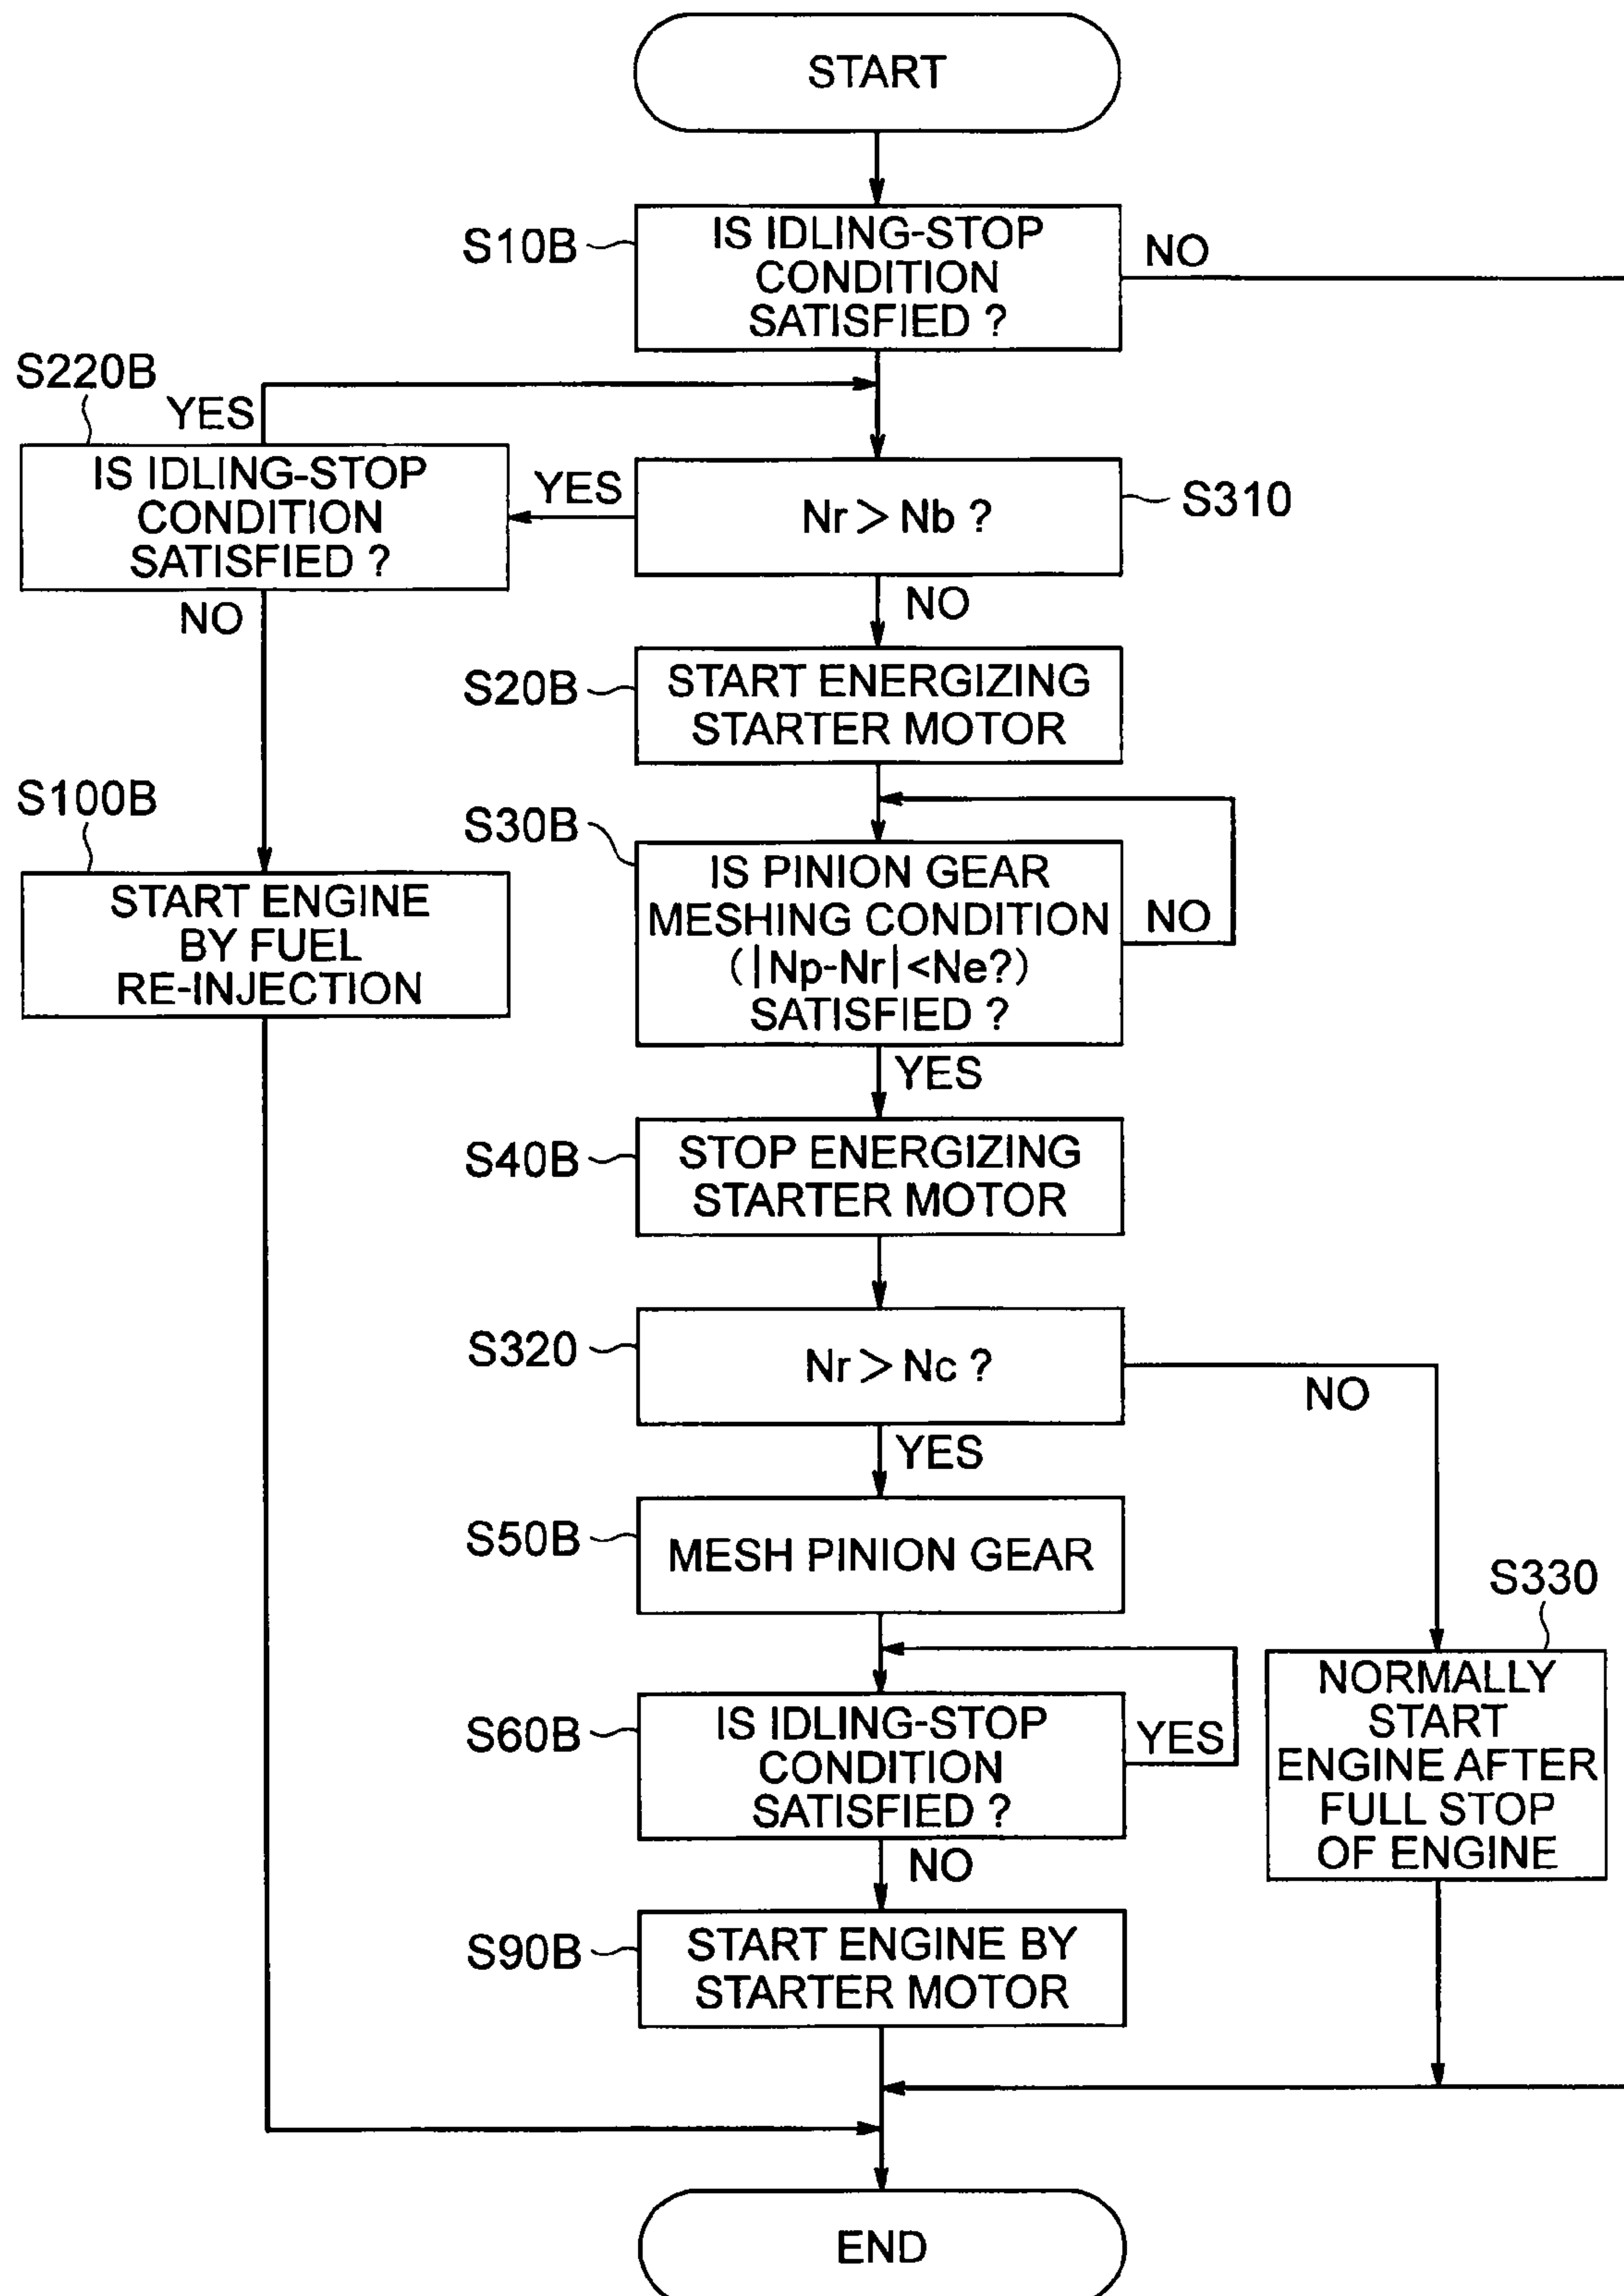 START
S10B
IS IDLING-STOP
CONDITION
SATISFIED ?
NO
S220B
YES
IS IDLING-STOP
CONDITION
SATISFIED ?
YES
Nr > Nb ?
S310
NO
NO
S20B
START ENERGIZING
STARTER MOTOR
S100B
START ENGINE
BY FUEL
RE-INJECTION
S30B
IS PINION GEAR
MESHING CONDITION
(|Np-Nr|<Ne?)
SATISFIED ?
NO
YES
S40B
STOP ENERGIZING
STARTER MOTOR
S320
Nr > Nc ?
NO
YES
S50B
MESH PINION GEAR
S330
NORMALLY
START
ENGINE AFTER
FULL STOP
OF ENGINE
S60B
IS IDLING-STOP
CONDITION
SATISFIED ?
YES
NO
S90B
START ENGINE BY
STARTER MOTOR
END